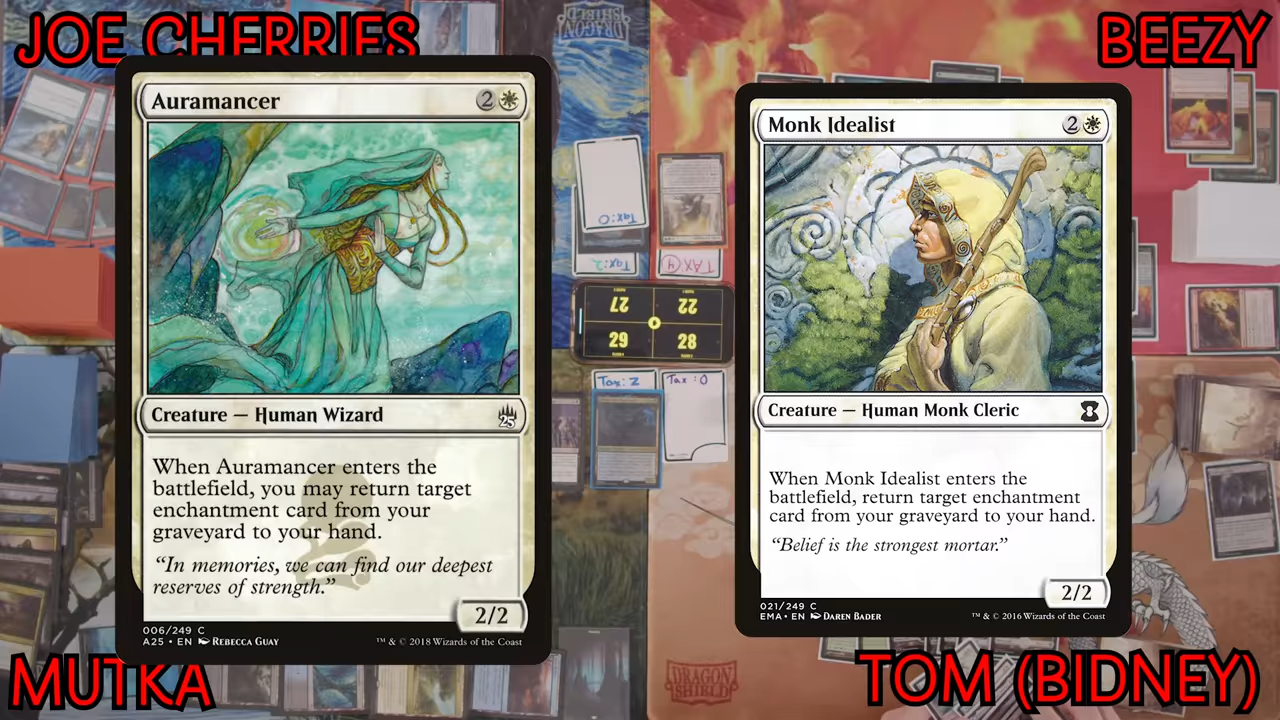 JOE CHERRIES
BEEZY
Auramancer 2
Creature — Human Wizard
25
When Auramancer enters the
battlefield, you may return target
enchantment card from your
graveyard to your hand.
“In memories, we can find our deepest
reserves of strength.”
2/2
006/249 C
A25 • EN Rebecca Guay
™ & © 2018 Wizards of the Coast
DRAGON
SHIELD
Tax:0
Tax:2
TAX 4
27
22
29
28
Tax: 2
Tax: 0
DRAGON
SHIELD
Monk Idealist 2
Creature — Human Monk Cleric
When Monk Idealist enters the
battlefield, return target enchantment
card from your graveyard to your hand.
“Belief is the strongest mortar.”
2/2
021/249 C
EMA • EN Daren Bader
™ & © 2016 Wizards of the Coast
MUTKA
TOM (BIDNEY)